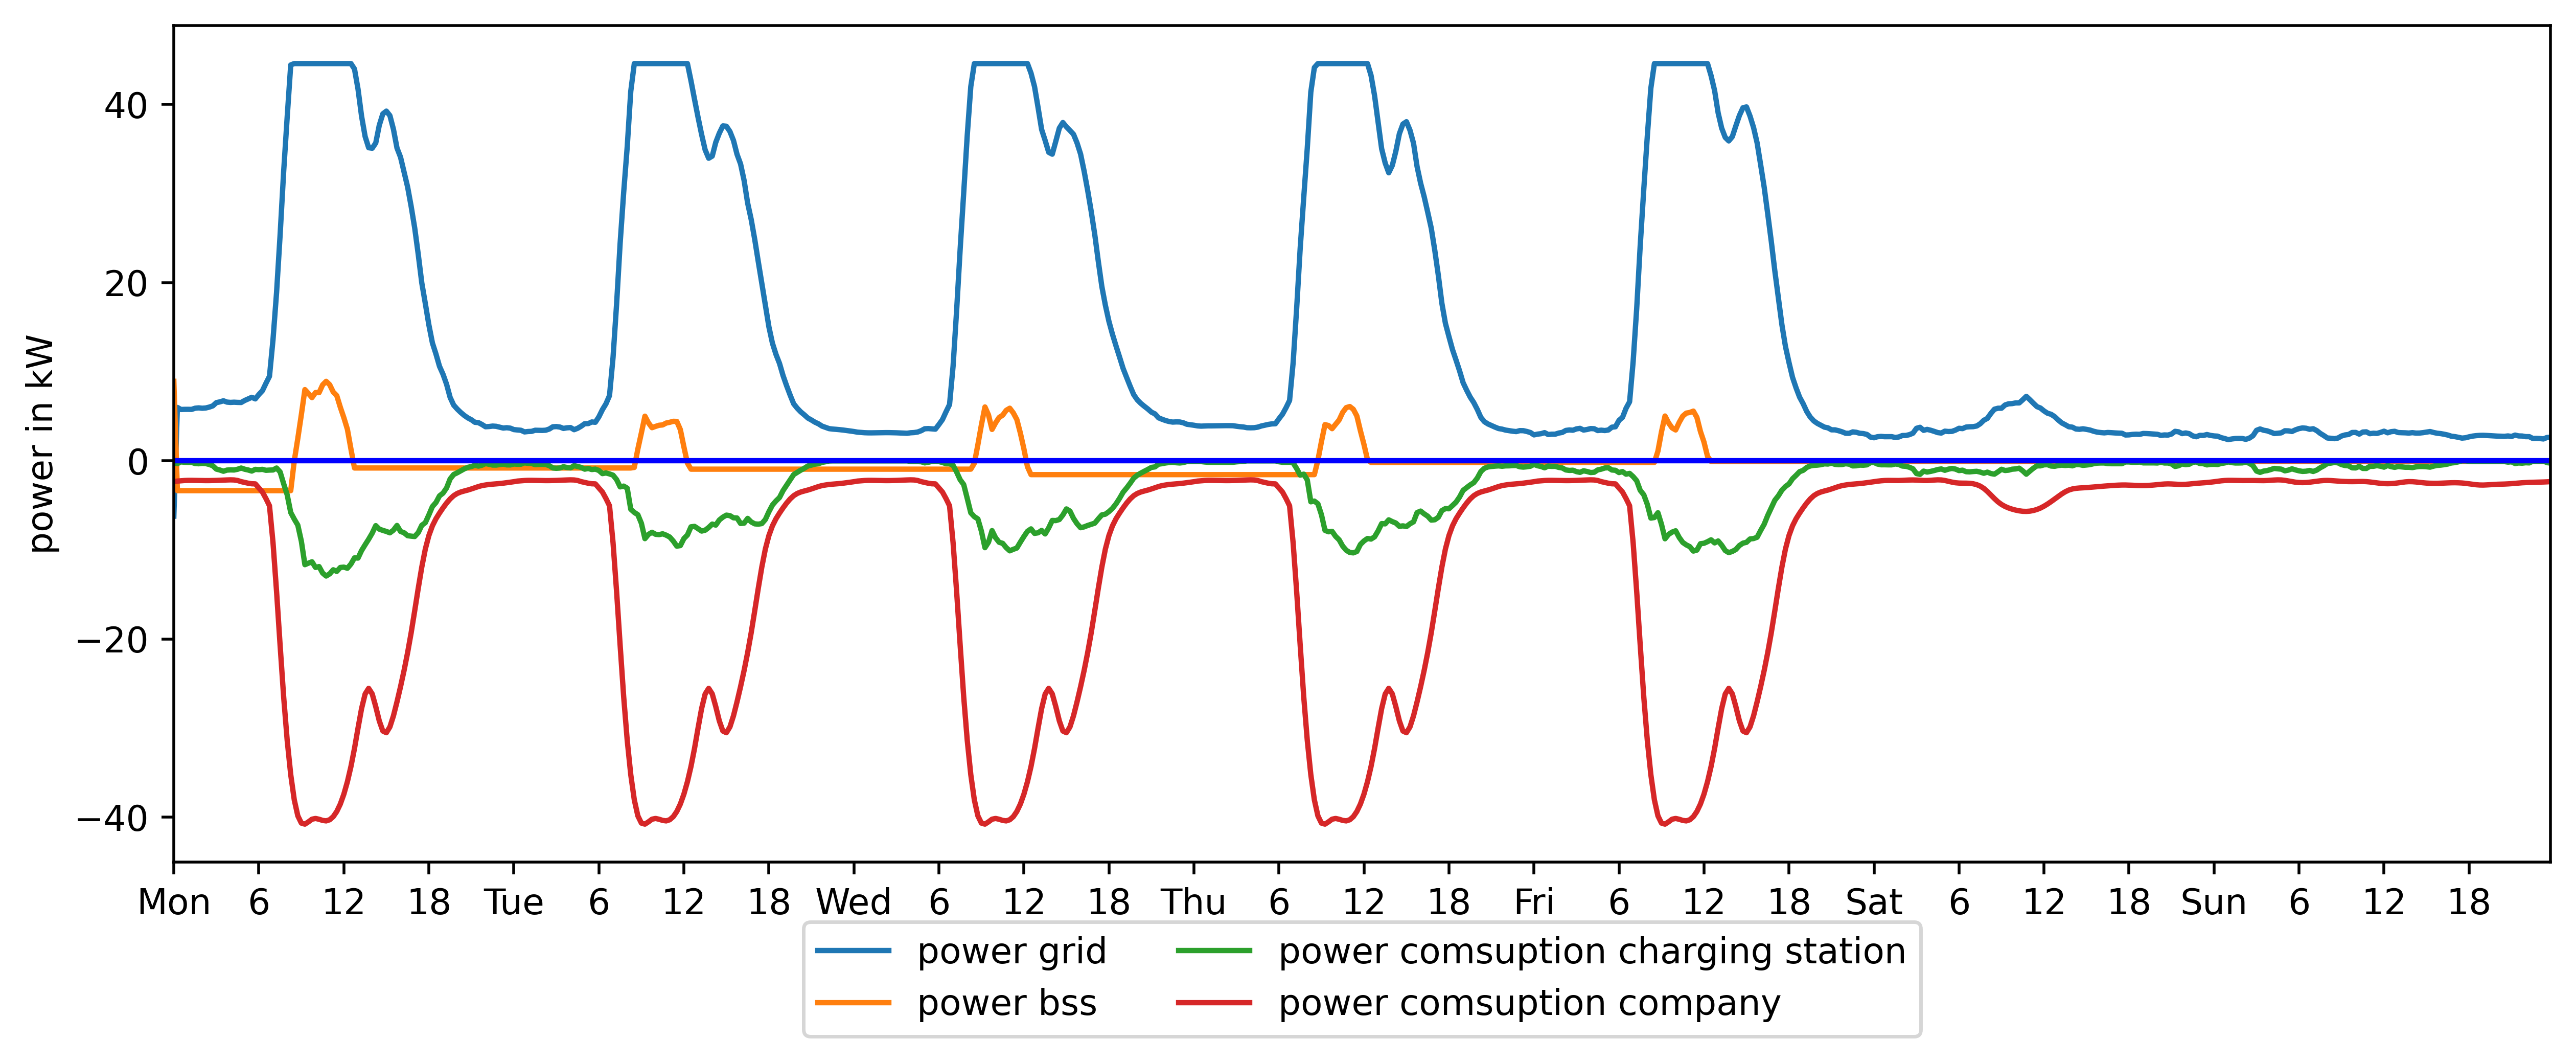 power in kW
40
20
0
−20
−40
Mon 6 12 18 Tue 6 12 18 Wed 6 12 18 Thu 6 12 18 Fri 6 12 18 Sat 6 12 18 Sun 6 12 18
power grid power comsuption charging station
power bss power comsuption company